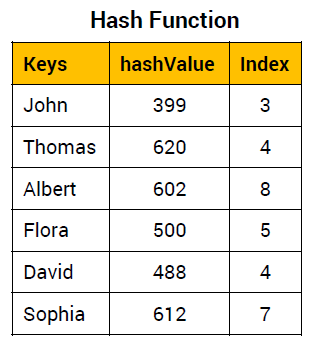 Hash Function
Keys hashValue Index
John 399 3
Thomas 620 4
Albert 602 8
Flora 500 5
David 488 4
Sophia 612 7